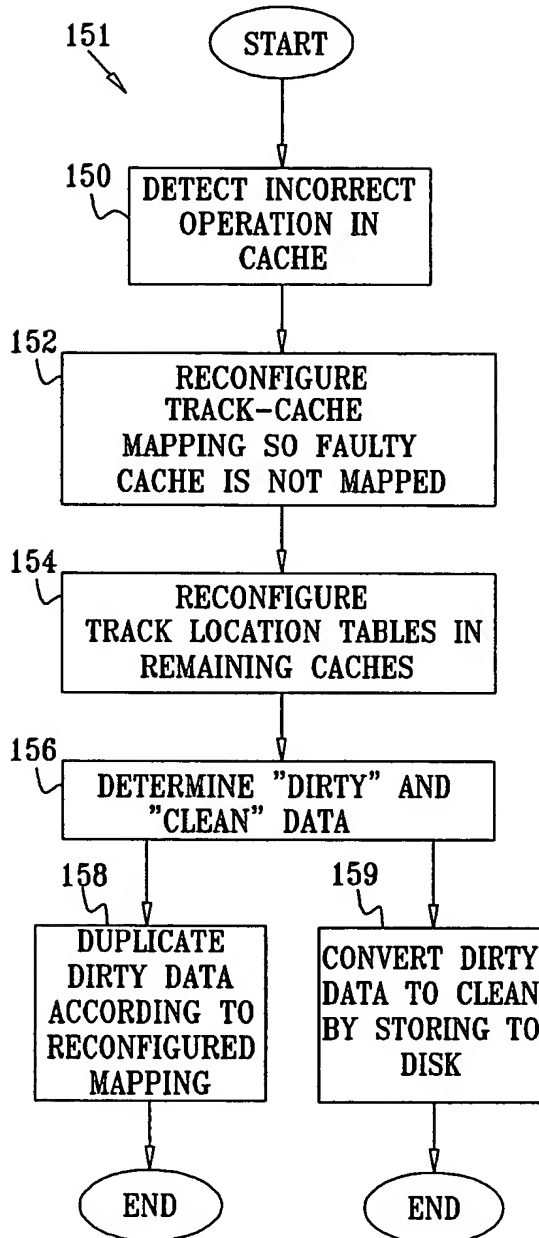 151
START
150
DETECT INCORRECT
OPERATION IN
CACHE
152
RECONFIGURE
TRACK-CACHE
MAPPING SO FAULTY
CACHE IS NOT MAPPED
154
RECONFIGURE
TRACK LOCATION TABLES IN
REMAINING CACHES
156
DETERMINE "DIRTY" AND
"CLEAN" DATA
158
DUPLICATE
DIRTY DATA
ACCORDING TO
RECONFIGURED
MAPPING
159
CONVERT DIRTY
DATA TO CLEAN
BY STORING TO
DISK
END
END